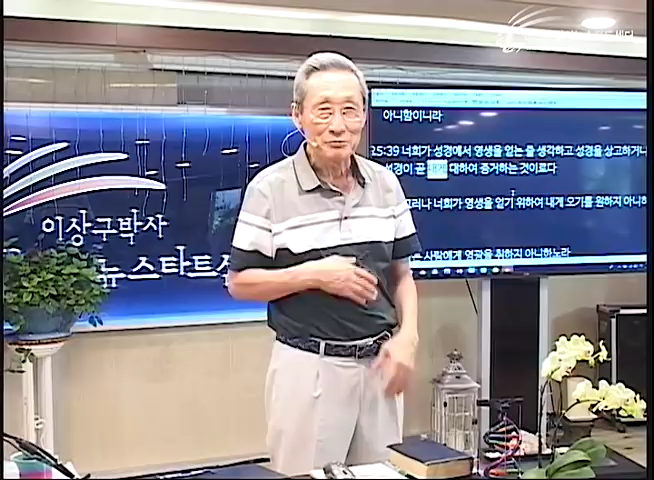 아니함이니라
5:39 너희가 성경에서 영생을 얻는 줄 생각하고 성경을 상고하거니
성경이 곧 내게 대하여 증거하는 것이로다
그러나 너희가 영생을 얻기 위하여 내게 오기를 원하지 아니하
사람에게 영광을 취하지 아니하노라
이상구박사
뉴스타트